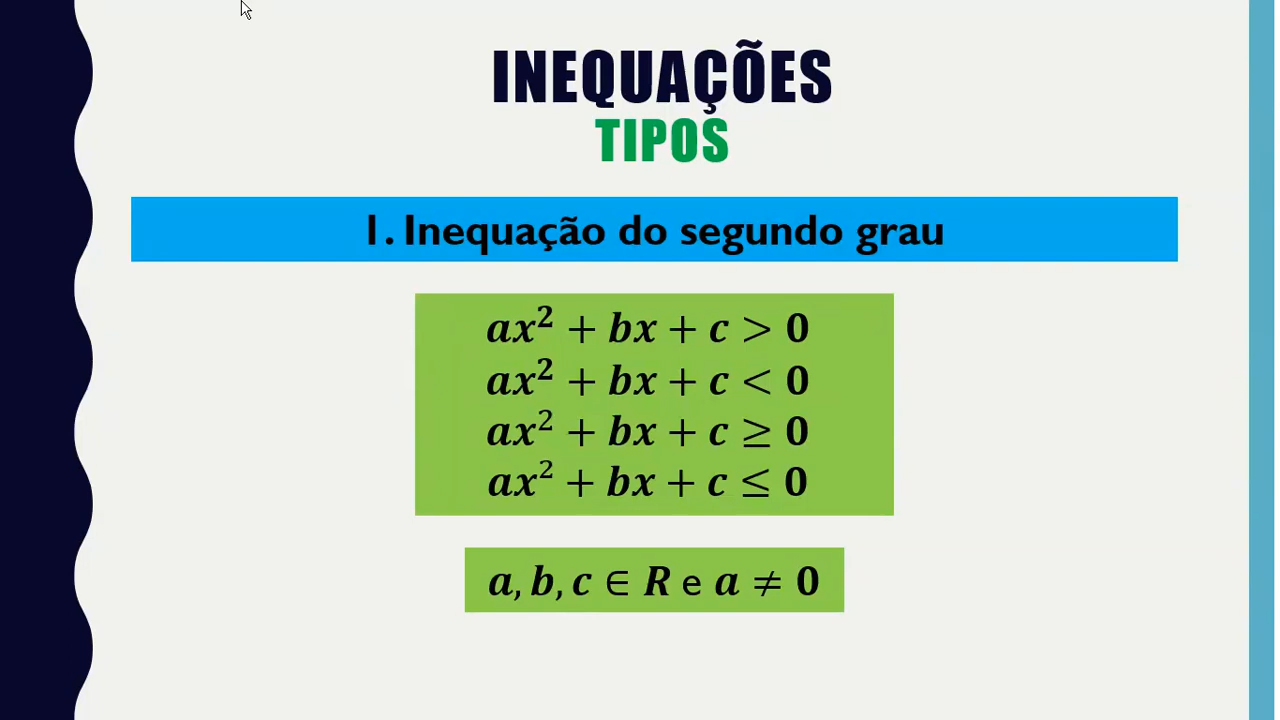 INEQUAÇÕES
TIPOS
1. Inequação do segundo grau
ax² + bx + c > 0
ax² + bx + c < 0
ax² + bx + c ≥ 0
ax² + bx + c ≤ 0
a, b, c ∈ R e a ≠ 0